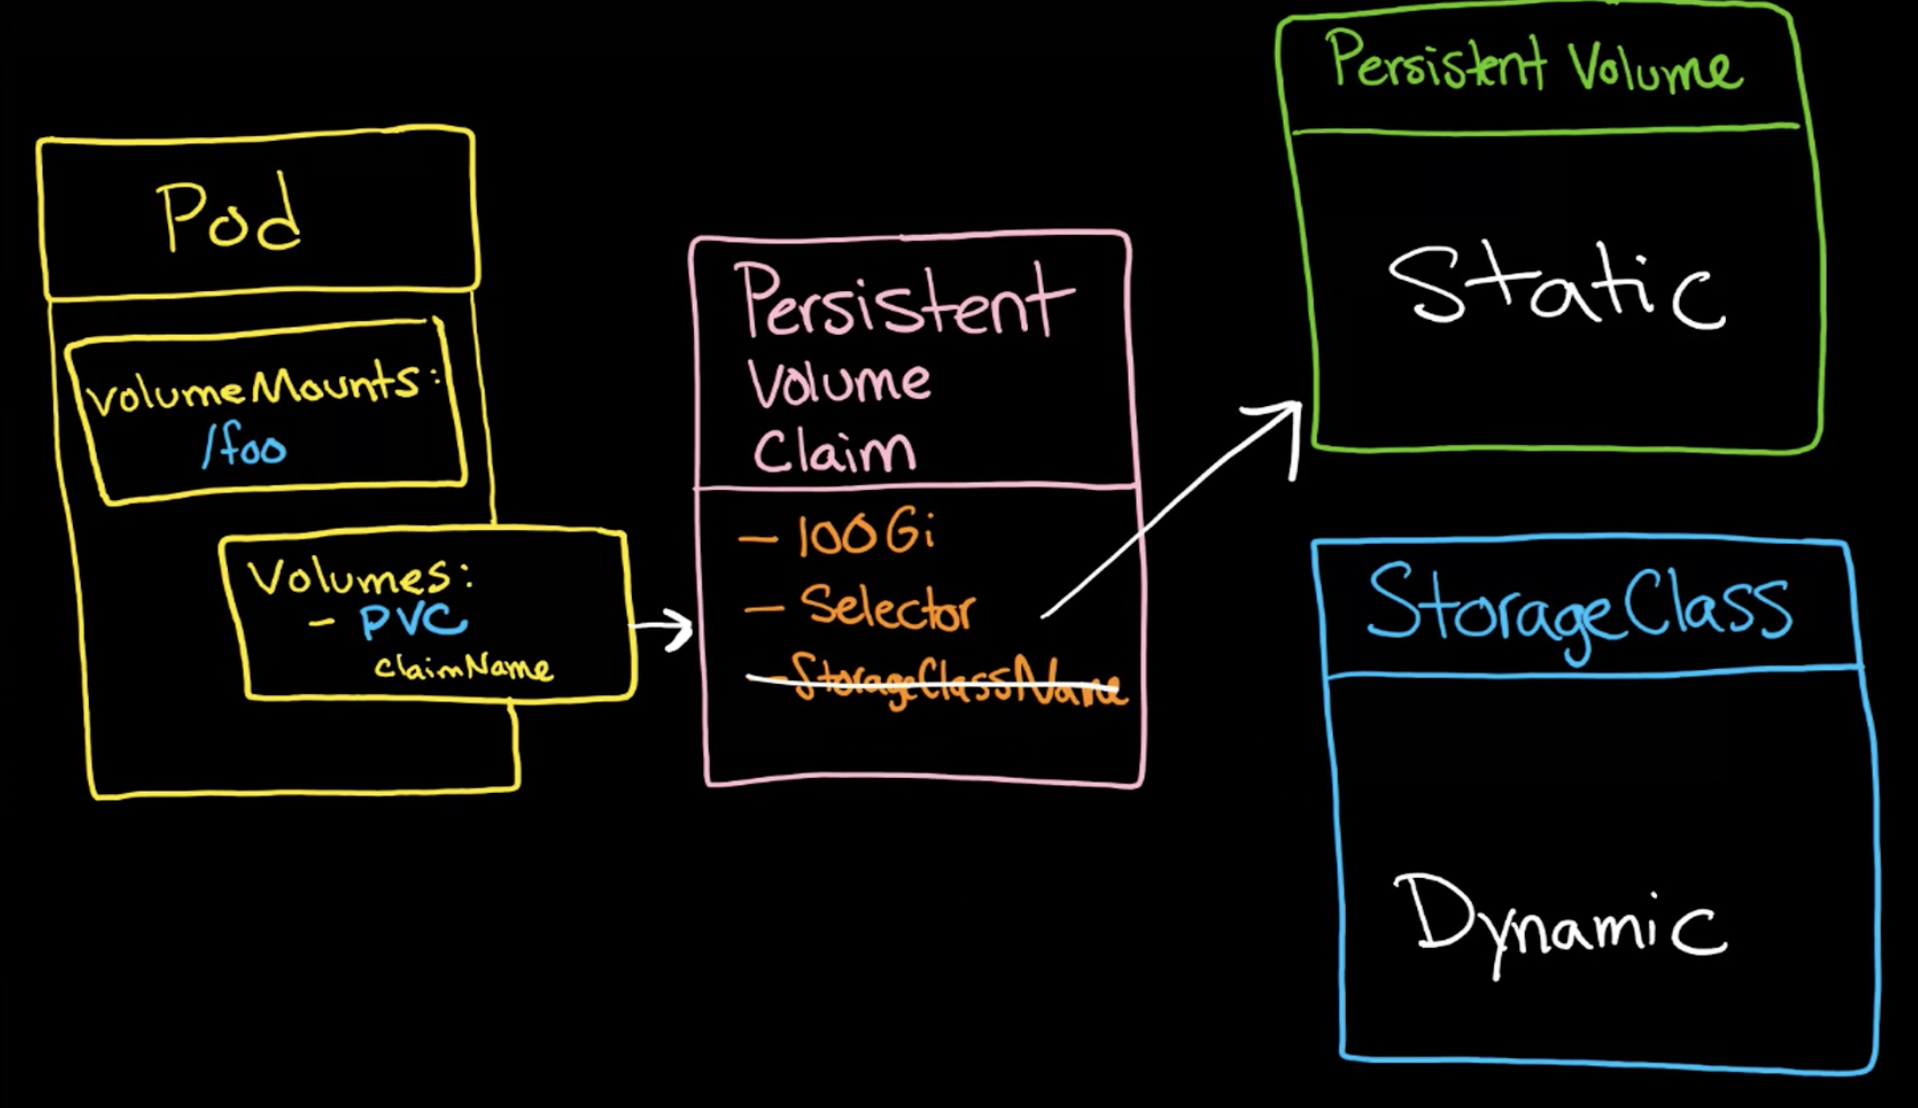 Pod
volumeMounts:
/foo
Volumes:
- PVC
claimName
Persistent
Volume
Claim
- 100Gi
- Selector
- StorageClassName
Persistent Volume
Static
StorageClass
Dynamic